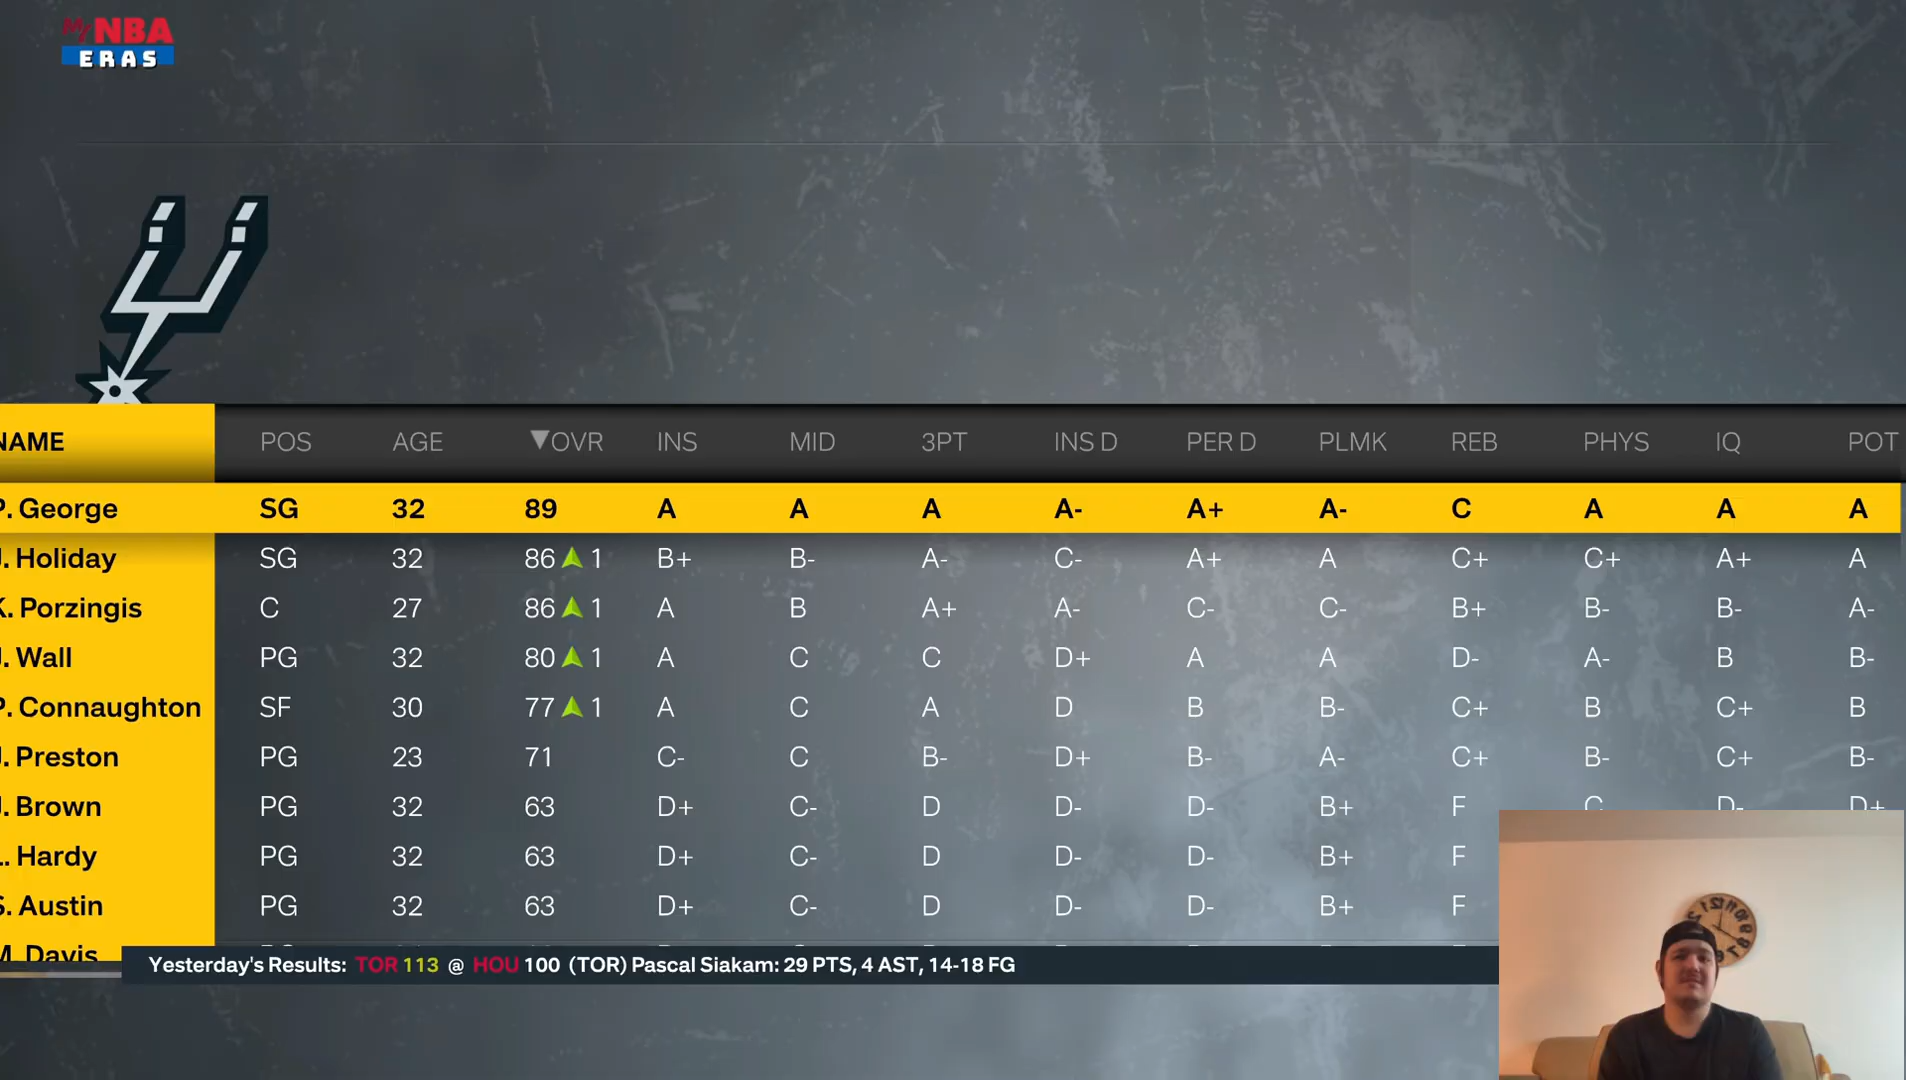 My NBA
ERAS
NAME POS AGE ▼OVR INS MID 3PT INS D PER D PLMK REB PHYS IQ POT
P. George SG 32 89 A A A A- A+ A- C A A A
J. Holiday SG 32 86 ▲ 1 B+ B- A- C- A+ A C+ C+ A+ A
K. Porzingis C 27 86 ▲ 1 A B A+ A- C- C- B+ B- B- A-
J. Wall PG 32 80 ▲ 1 A C C D+ A A D- A- B B-
P. Connaughton SF 30 77 ▲ 1 A C A D B B- C+ B C+ B
J. Preston PG 23 71 C- C B- D+ B- A- C+ B- C+ B-
J. Brown PG 32 63 D+ C- D D- D- B+ F C D- D+
L. Hardy PG 32 63 D+ C- D D- D- B+ F
S. Austin PG 32 63 D+ C- D D- D- B+ F
M. Davis
Yesterday's Results: TOR 113 @ HOU 100 (TOR) Pascal Siakam: 29 PTS, 4 AST, 14-18 FG